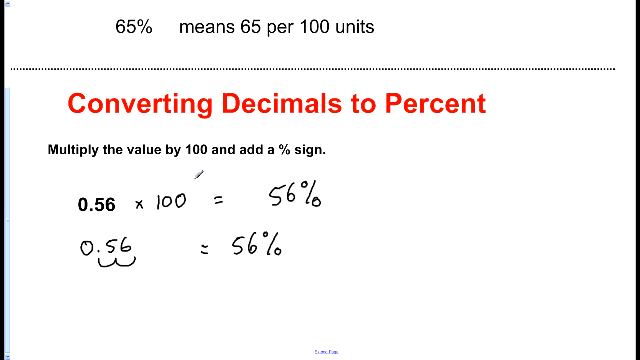 65% means 65 per 100 units
Converting Decimals to Percent
Multiply the value by 100 and add a % sign.
0.56 × 100 = 56%
0.56 = 56%